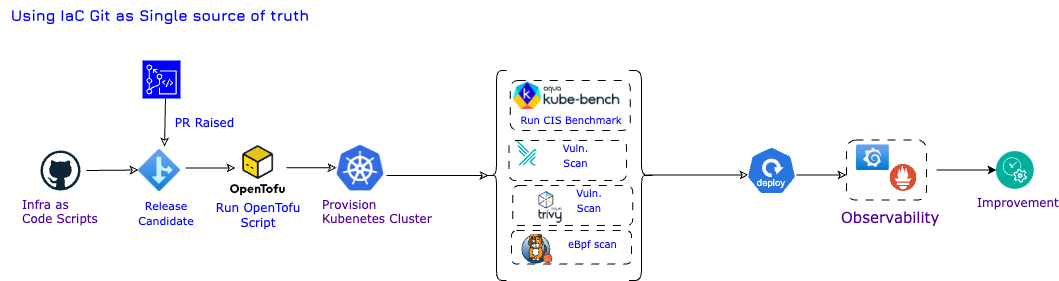 Using IaC Git as Single source of truth
PR Raised
Infra as
Code Scripts
Release
Candidate
OpenTofu
Run OpenTofu
Script
Provision
Kubenetes Cluster
aqua
kube-bench
Run CIS Benchmark
Vuln.
Scan
Vuln.
Scan
aqua
trivy
eBpf scan
deploy
Observability
Improvement